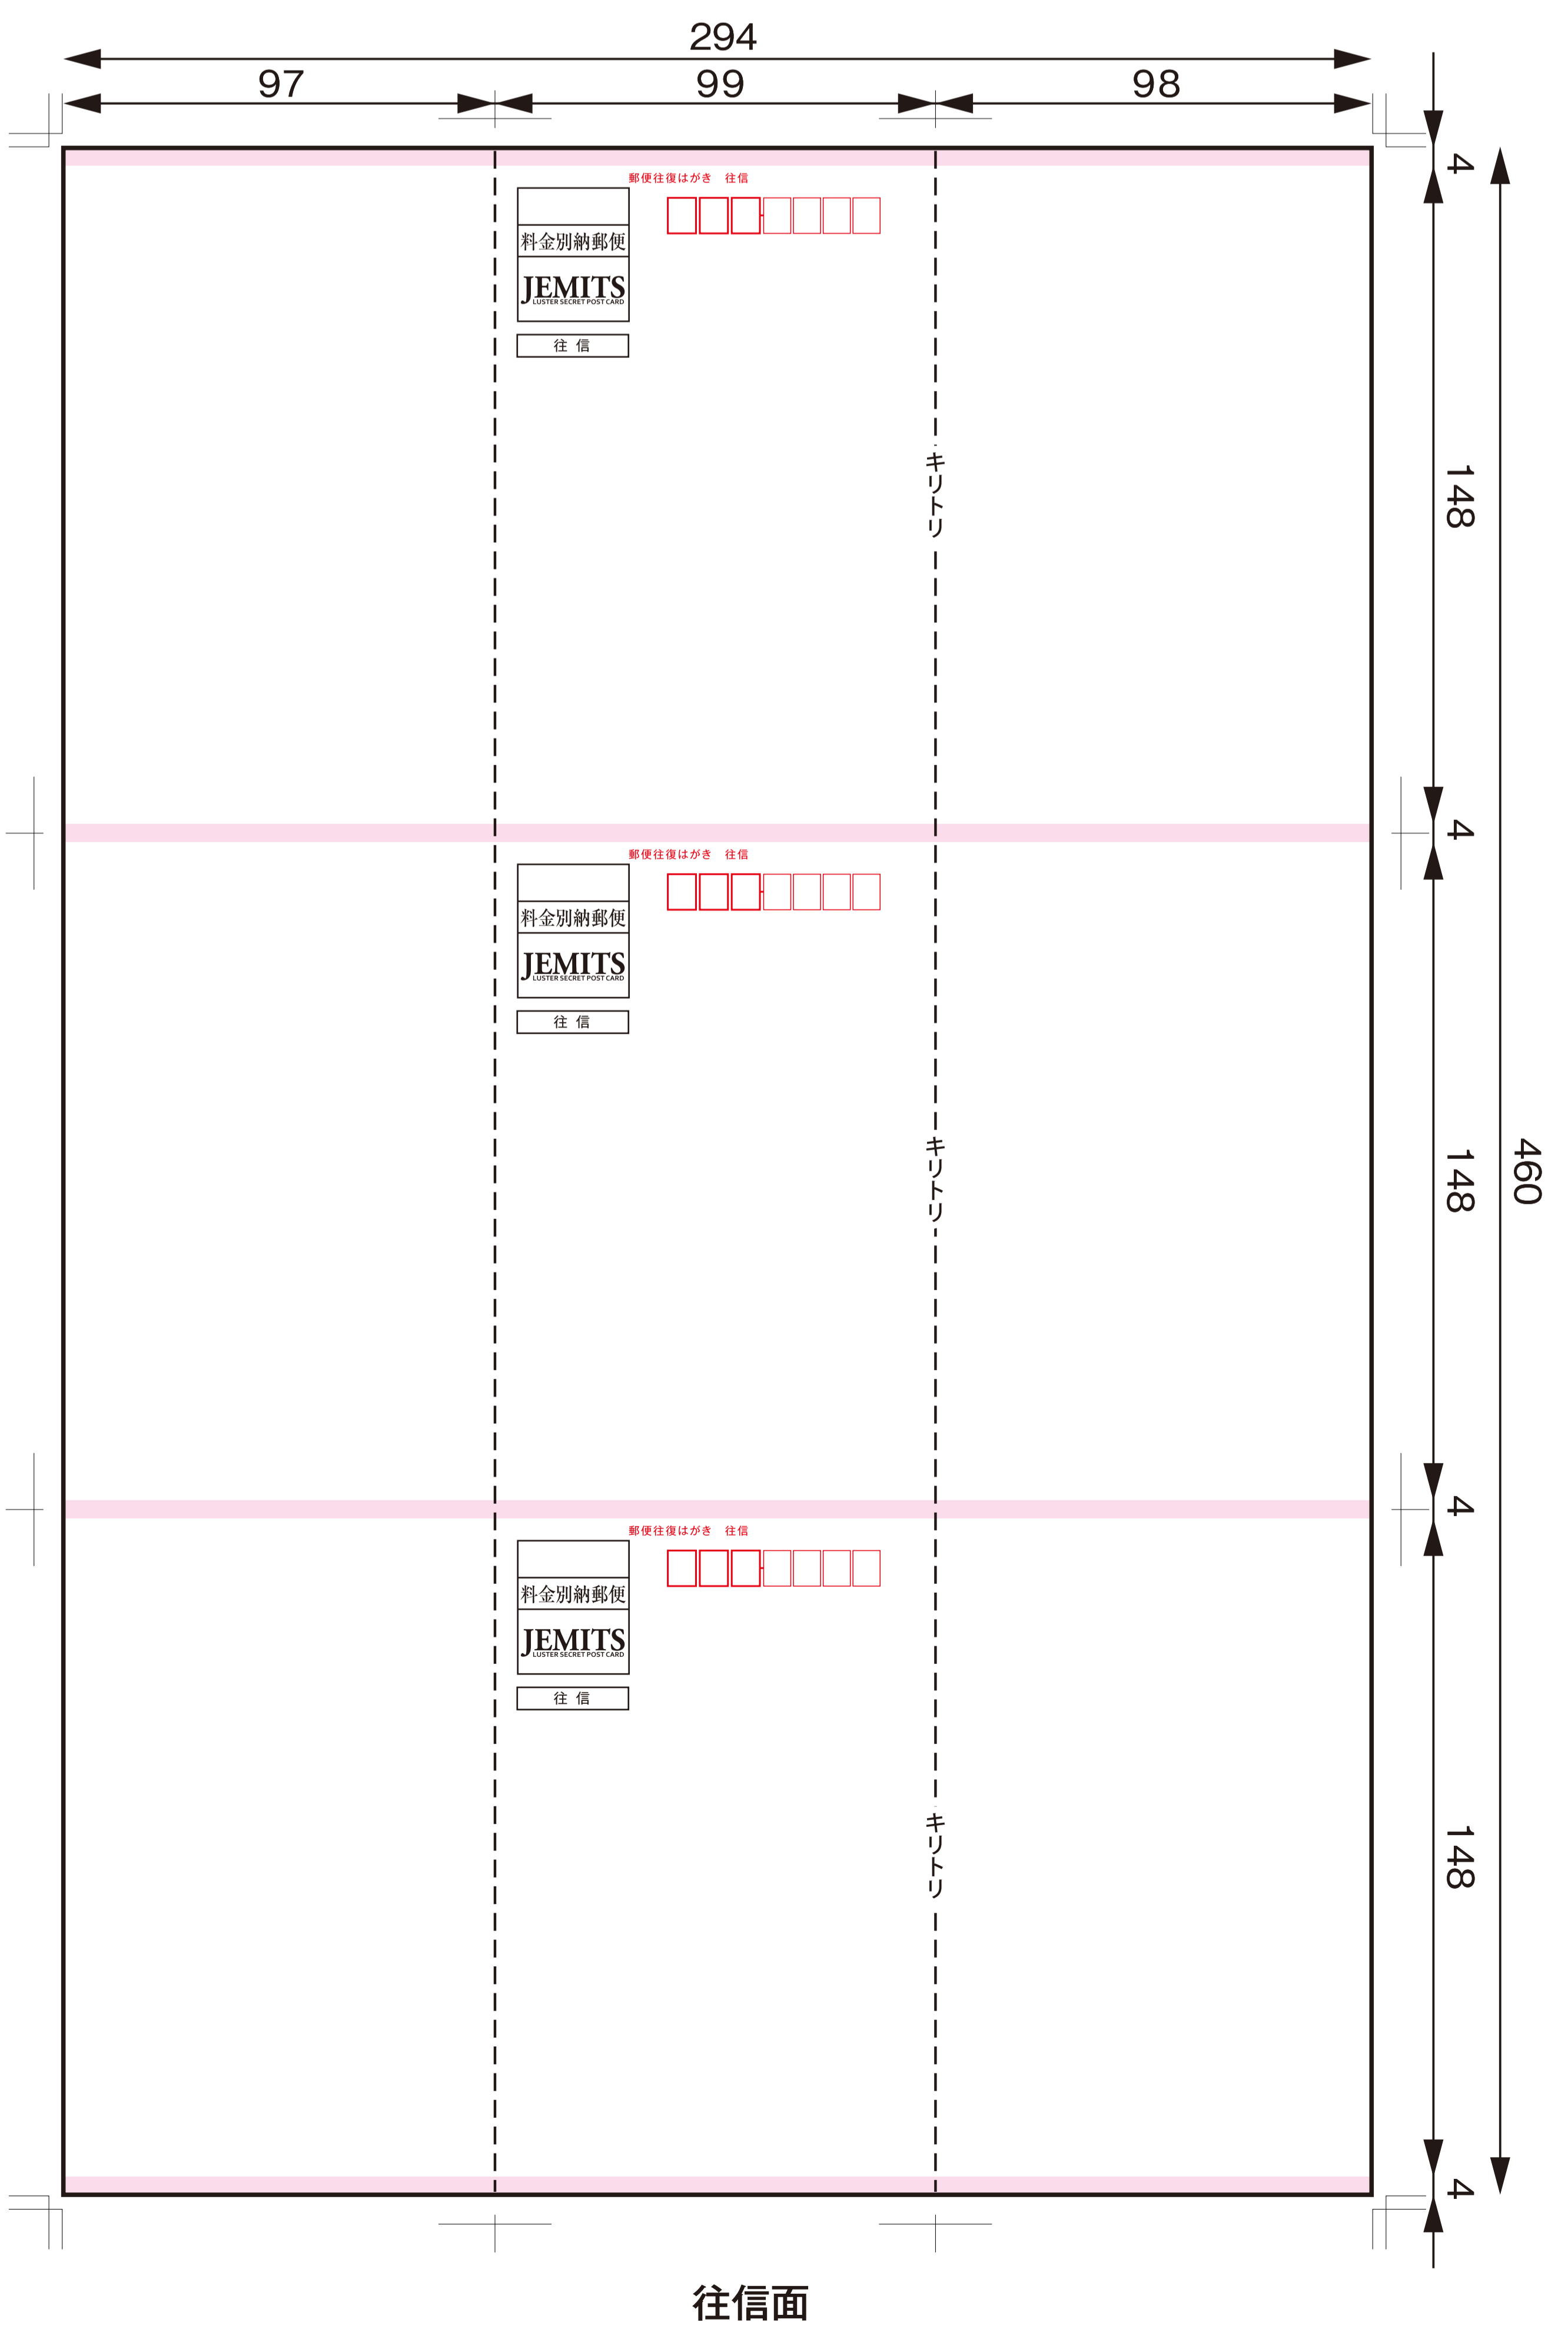 294
97 99 98
4
郵便往復はがき 往信
料金別納郵便
JEMITS
LUSTER SECRET POST CARD
往信
キリトリ
148
4
郵便往復はがき 往信
料金別納郵便
JEMITS
LUSTER SECRET POST CARD
往信
キリトリ
148
460
4
郵便往復はがき 往信
料金別納郵便
JEMITS
LUSTER SECRET POST CARD
往信
キリトリ
148
4
往信面